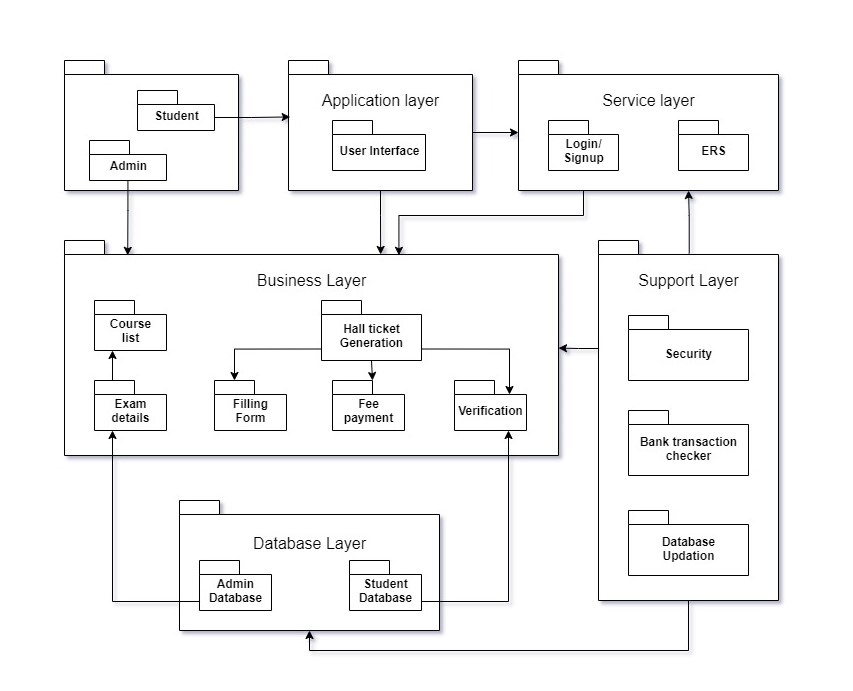 Student
Admin
Application layer
User Interface
Service layer
Login/
Signup
ERS
Business Layer
Course
list
Hall ticket
Generation
Exam
details
Filling
Form
Fee
payment
Verification
Support Layer
Security
Bank transaction
checker
Database
Updation
Database Layer
Admin
Database
Student
Database